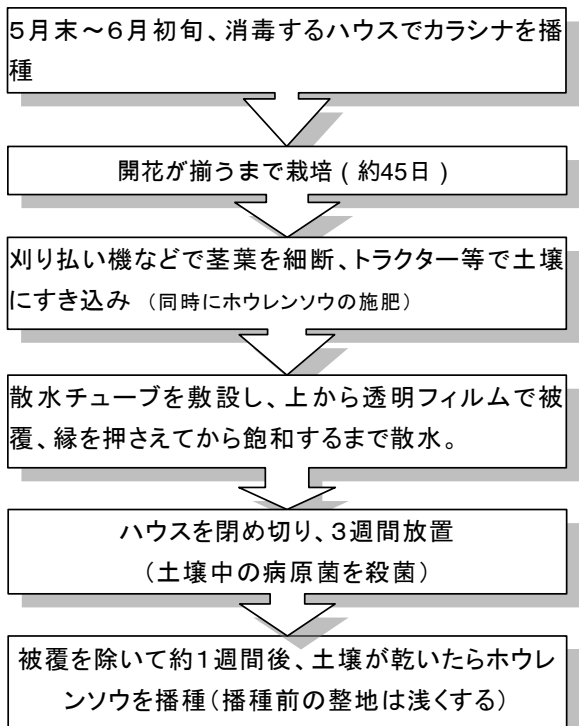 ５月末～６月初旬、消毒するハウスでカラシナを播
種
開花が揃うまで栽培（約45日）
刈り払い機などで茎葉を細断、トラクター等で土壌
にすき込み （同時にホウレンソウの施肥）
散水チューブを敷設し、上から透明フィルムで被
覆、縁を押さえてから飽和するまで散水。
ハウスを閉め切り、３週間放置
（土壌中の病原菌を殺菌）
被覆を除いて約１週間後、土壌が乾いたらホウレ
ンソウを播種（播種前の整地は浅くする）